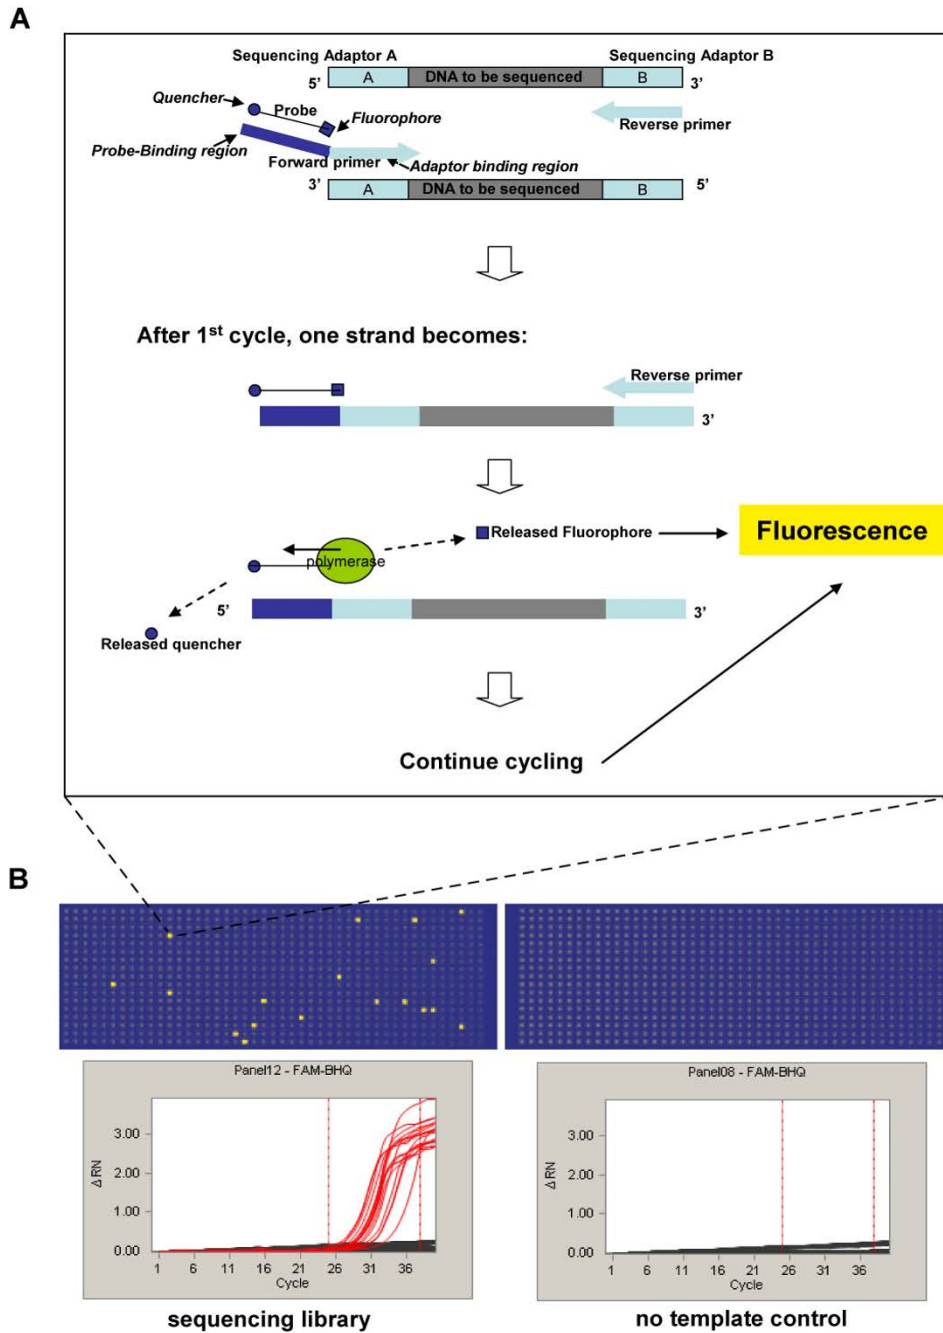 A
Sequencing Adaptor A
Sequencing Adaptor B
5’
A
DNA to be sequenced
B
3’
Quencher
Probe
Fluorophore
Reverse primer
Probe-Binding region
Forward primer
Adaptor binding region
3’
A
DNA to be sequenced
B
5’
After 1st cycle, one strand becomes:
Reverse primer
3’
Released Fluorophore
Fluorescence
polymerase
5’
3’
Released quencher
Continue cycling
B
Panel12 - FAM-BHQ
Δ RN
3.00
2.00
1.00
0.00
1 6 11 16 21 26 31 36
Cycle
sequencing library
Panel08 - FAM-BHQ
Δ RN
3.00
2.00
1.00
0.00
1 6 11 16 21 26 31 36
Cycle
no template control